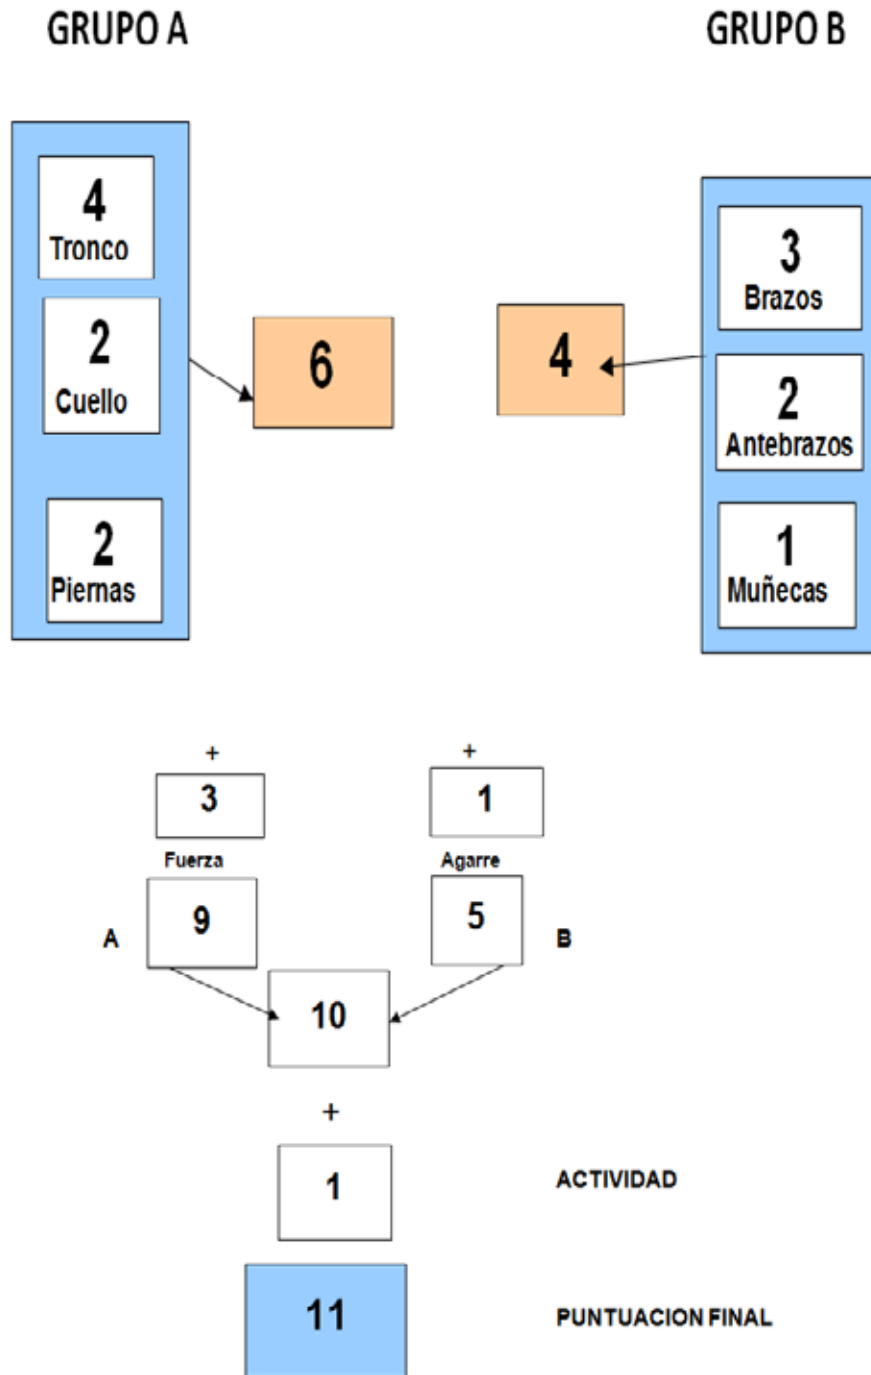 GRUPO A
GRUPO B
4
Tronco
2
Cuello
2
Piernas
6
4
3
Brazos
2
Antebrazos
1
Muñecas
+
3
Fuerza
A
9
+
1
Agarre
5
B
10
+
1
ACTIVIDAD
11
PUNTUACION FINAL